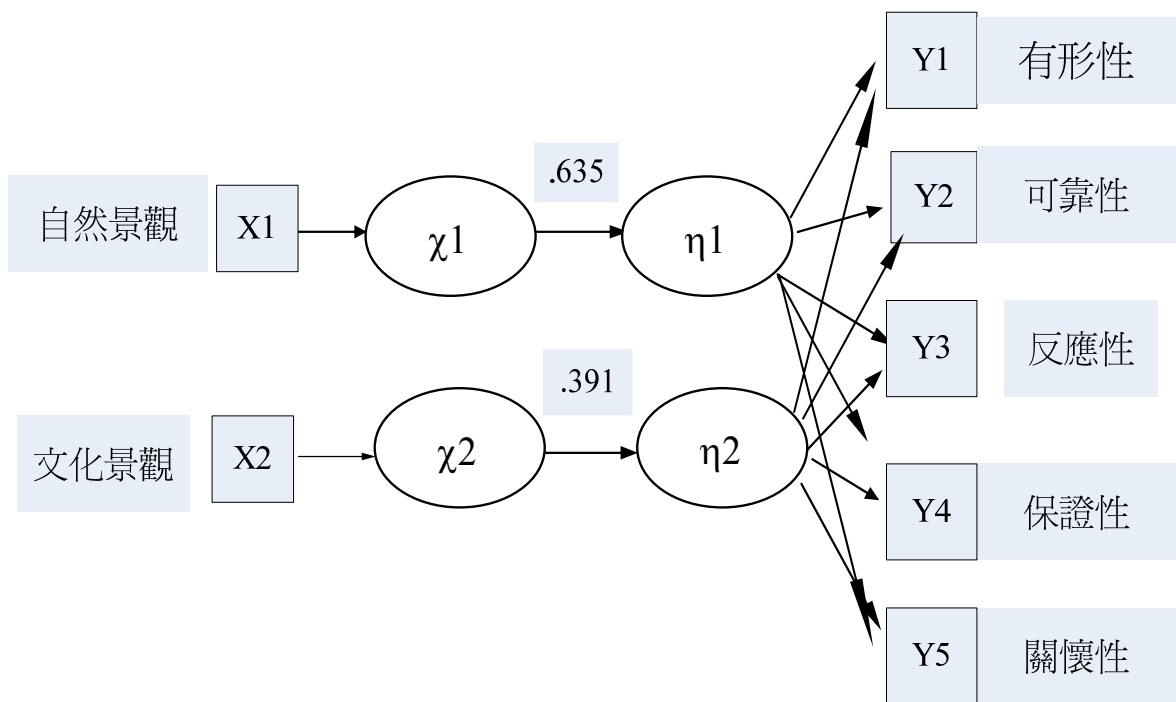 Y1 有形性
.635
Y2 可靠性
自然景觀 X1 χ1 η1
Y3 反應性
.391
文化景觀 X2 χ2 η2
Y4 保證性
Y5 關懷性